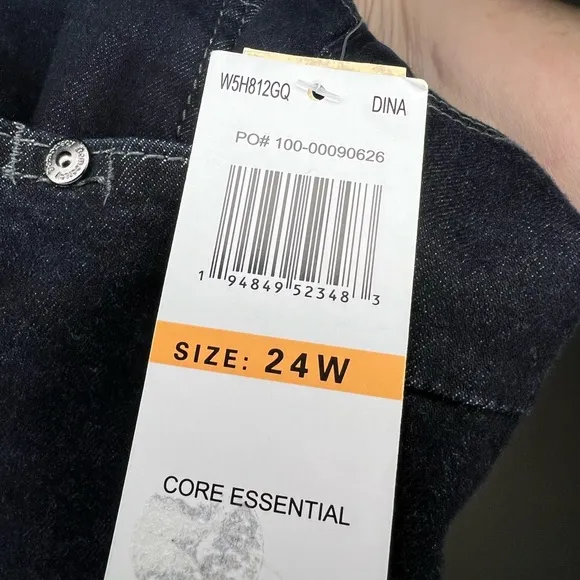 W5H812GQ DINA
PO# 100-00090626
1 94849 52348 3
SIZE: 24W
CORE ESSENTIAL